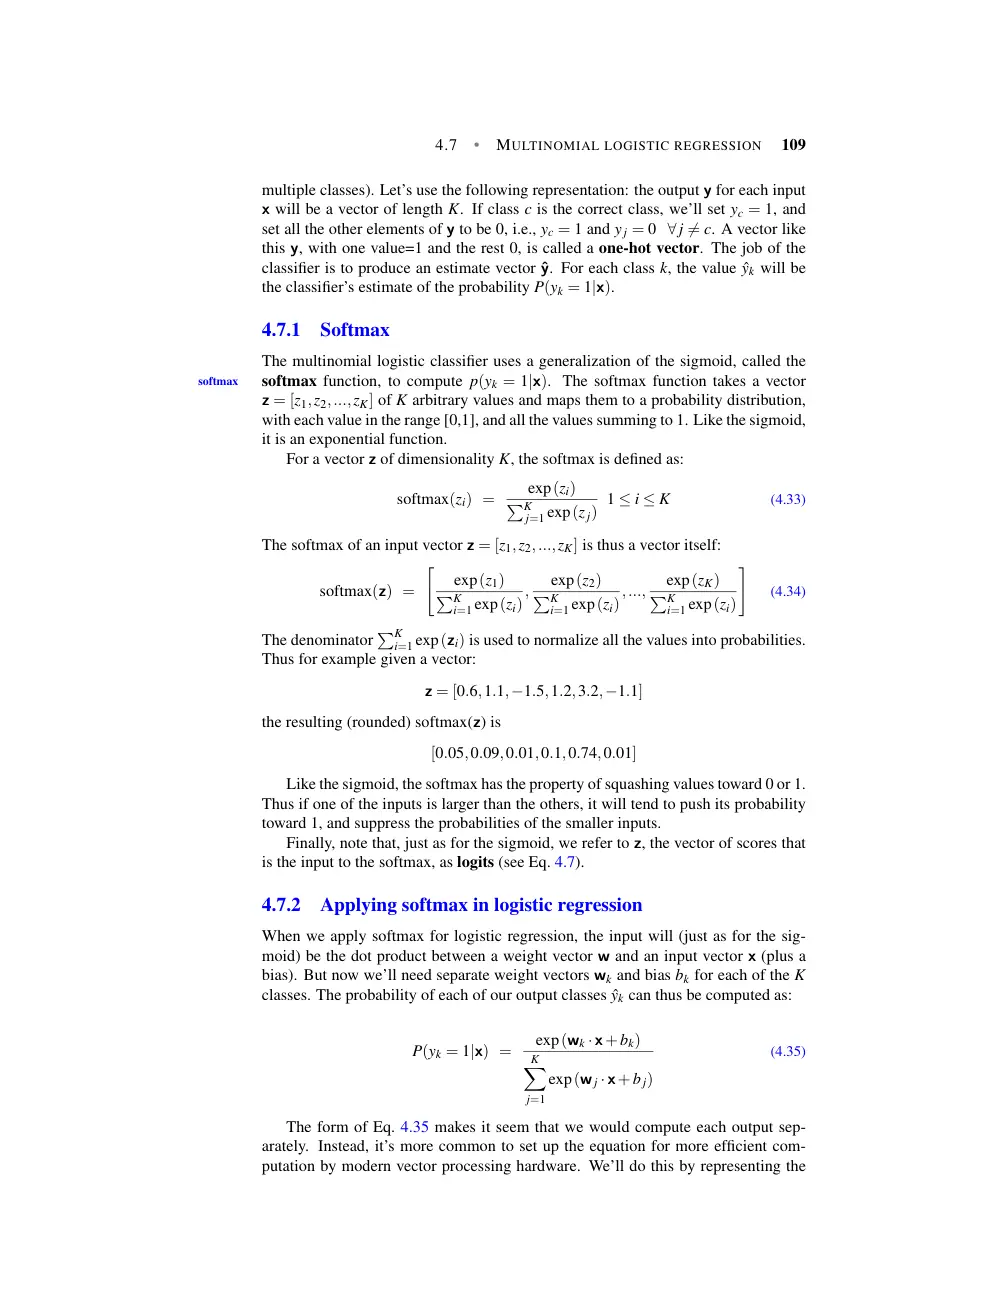 4.7 • MULTINOMIAL LOGISTIC REGRESSION 109
multiple classes). Let's use the following representation: the output y for each input
x will be a vector of length K. If class c is the correct class, we'll set y_c = 1, and
set all the other elements of y to be 0, i.e., y_c = 1 and y_j = 0 ∀j ≠ c. A vector like
this y, with one value=1 and the rest 0, is called a one-hot vector. The job of the
classifier is to produce an estimate vector ŷ. For each class k, the value ŷ_k will be
the classifier's estimate of the probability P(y_k = 1|x).
4.7.1 Softmax
The multinomial logistic classifier uses a generalization of the sigmoid, called the
softmax
softmax function, to compute p(y_k = 1|x). The softmax function takes a vector
z = [z_1, z_2, ..., z_K] of K arbitrary values and maps them to a probability distribution,
with each value in the range [0,1], and all the values summing to 1. Like the sigmoid,
it is an exponential function.
For a vector z of dimensionality K, the softmax is defined as:
softmax(z_i) = exp(z_i) / ∑_{j=1}^{K} exp(z_j) 1 ≤ i ≤ K (4.33)
The softmax of an input vector z = [z_1, z_2, ..., z_K] is thus a vector itself:
softmax(z) = [exp(z_1) / ∑_{i=1}^{K} exp(z_i), exp(z_2) / ∑_{i=1}^{K} exp(z_i), ..., exp(z_K) / ∑_{i=1}^{K} exp(z_i)] (4.34)
The denominator ∑_{i=1}^{K} exp(z_i) is used to normalize all the values into probabilities.
Thus for example given a vector:
z = [0.6, 1.1, −1.5, 1.2, 3.2, −1.1]
the resulting (rounded) softmax(z) is
[0.05, 0.09, 0.01, 0.1, 0.74, 0.01]
Like the sigmoid, the softmax has the property of squashing values toward 0 or 1.
Thus if one of the inputs is larger than the others, it will tend to push its probability
toward 1, and suppress the probabilities of the smaller inputs.
Finally, note that, just as for the sigmoid, we refer to z, the vector of scores that
is the input to the softmax, as logits (see Eq. 4.7).
4.7.2 Applying softmax in logistic regression
When we apply softmax for logistic regression, the input will (just as for the sig-
moid) be the dot product between a weight vector w and an input vector x (plus a
bias). But now we'll need separate weight vectors w_k and bias b_k for each of the K
classes. The probability of each of our output classes ŷ_k can thus be computed as:
P(y_k = 1|x) = exp(w_k · x + b_k) / ∑_{j=1}^{K} exp(w_j · x + b_j) (4.35)
The form of Eq. 4.35 makes it seem that we would compute each output sep-
arately. Instead, it's more common to set up the equation for more efficient com-
putation by modern vector processing hardware. We'll do this by representing the